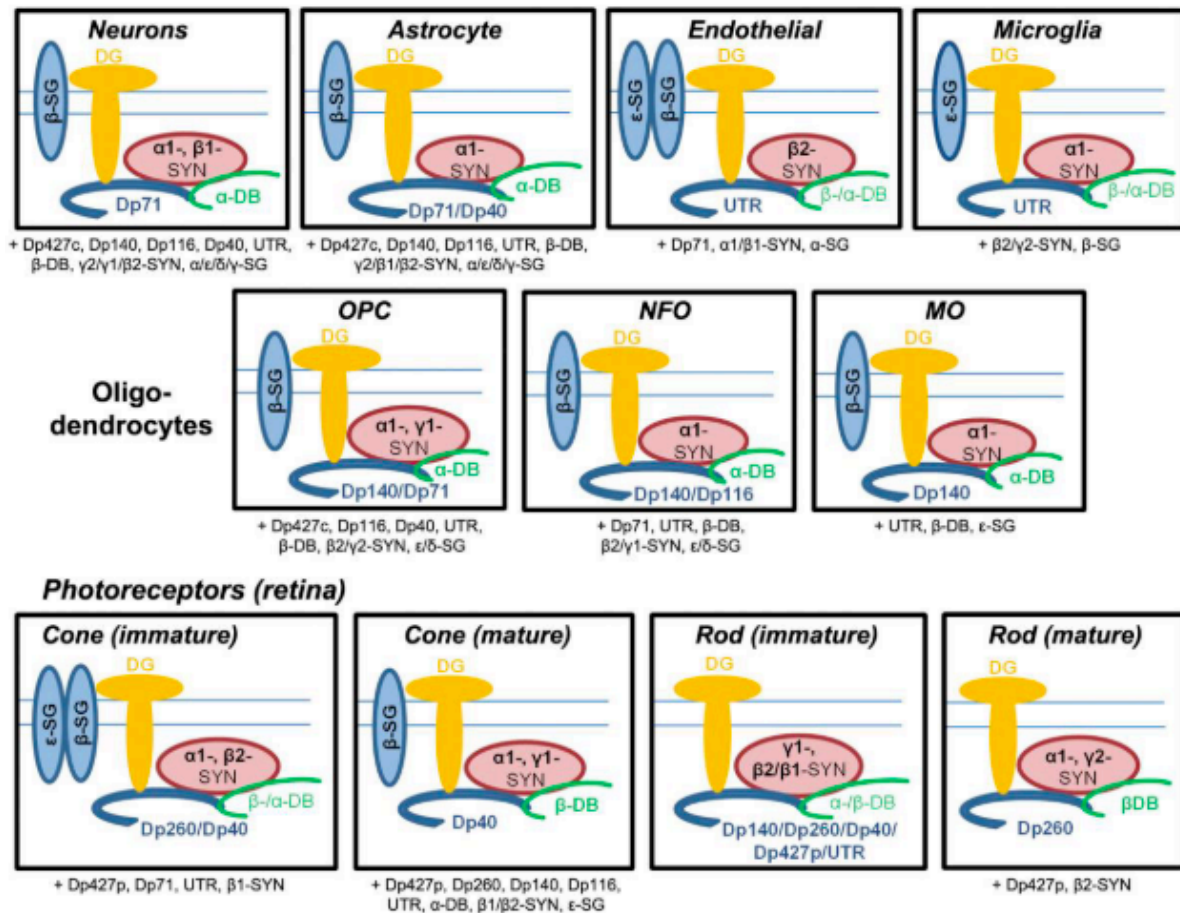 Neurons
DG
β-SG
α1-, β1-
SYN
α-DB
Dp71
+ Dp427c, Dp140, Dp116, Dp40, UTR,
β-DB, γ2/γ1/β2-SYN, α/ε/δ/γ-SG
Astrocyte
DG
β-SG
α1-
SYN
α-DB
Dp71/Dp40
+ Dp427c, Dp140, Dp116, UTR, β-DB,
γ2/β1/β2-SYN, α/ε/δ/γ-SG
Endothelial
DG
ε-SG
β-SG
β2-
SYN
β-/α-DB
UTR
+ Dp71, α1/β1-SYN, α-SG
Microglia
DG
ε-SG
α1-
SYN
β-/α-DB
UTR
+ β2/γ2-SYN, β-SG
Oligo-
dendrocytes
OPC
DG
β-SG
α1-, γ1-
SYN
α-DB
Dp140/Dp71
+ Dp427c, Dp116, Dp40, UTR,
β-DB, β2/γ2-SYN, ε/δ-SG
NFO
DG
β-SG
α1-
SYN
α-DB
Dp140/Dp116
+ Dp71, UTR, β-DB,
β2/γ1-SYN, ε/δ-SG
MO
DG
β-SG
α1-
SYN
α-DB
Dp140
+ UTR, β-DB, ε-SG
Photoreceptors (retina)
Cone (immature)
DG
ε-SG
β-SG
α1-, β2-
SYN
β-/α-DB
Dp260/Dp40
+ Dp427p, Dp71, UTR, β1-SYN
Cone (mature)
DG
β-SG
α1-, γ1-
SYN
β-DB
Dp40
+ Dp427p, Dp260, Dp140, Dp116,
UTR, α-DB, β1/β2-SYN, ε-SG
Rod (immature)
DG
γ1-,
β2/β1-SYN
α-/β-DB
Dp140/Dp260/Dp40/
Dp427p/UTR
Rod (mature)
DG
α1-, γ2-
SYN
βDB
Dp260
+ Dp427p, β2-SYN